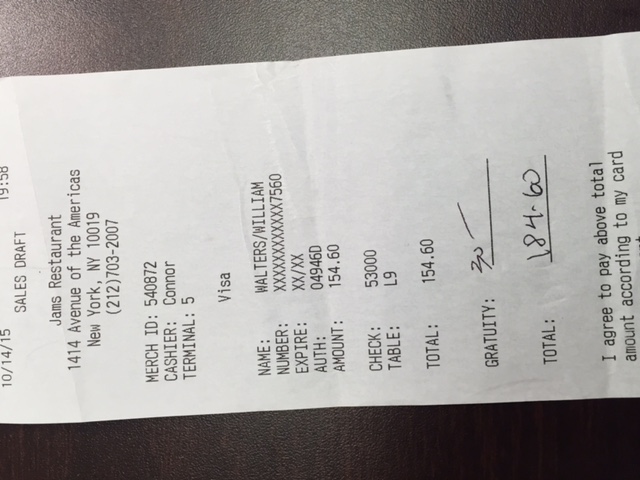 10/14/15 19:58
SALES DRAFT
Jams Restaurant
1414 Avenue of the Americas
New York, NY 10019
(212)703-2007
MERCH ID: 540872
CASHIER: Connor
TERMINAL: 5
Visa
NAME: WALTERS/WILLIAM
NUMBER: XXXXXXXXXXXX7560
EXPIRE: XX/XX
AUTH: 04946D
AMOUNT: 154.60
CHECK: 53000
TABLE: L9
TOTAL: 154.60
GRATUITY: 30
TOTAL: 184.60
I agree to pay above total
amount according to my card